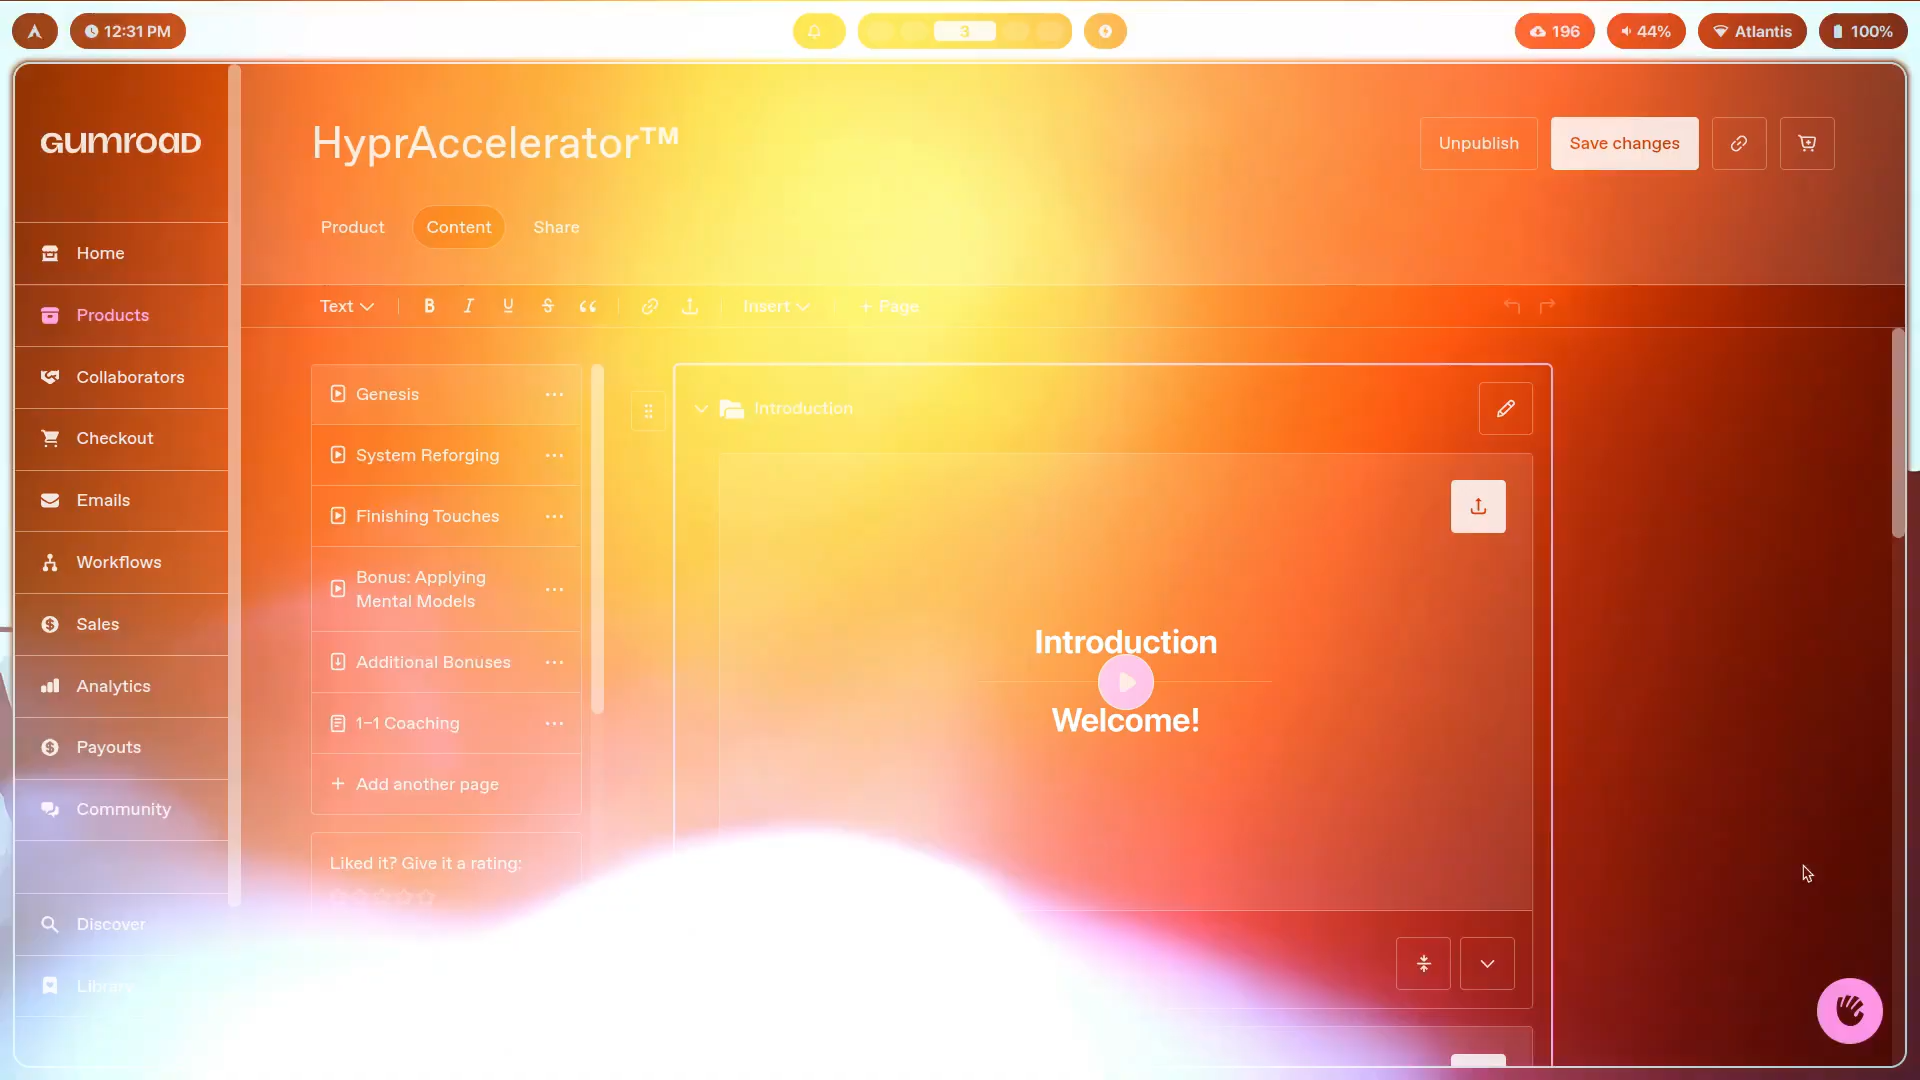 12:31 PM
3
196
44%
Atlantis
100%
GUMROAD
HyprAccelerator™
Unpublish
Save changes
Product
Content
Share
Home
Products
Collaborators
Checkout
Emails
Workflows
Sales
Analytics
Payouts
Community
Discover
Library
Text
B
I
U
S
Insert
+ Page
Genesis
System Reforging
Finishing Touches
Bonus: Applying
Mental Models
Additional Bonuses
1-1 Coaching
+ Add another page
Liked it? Give it a rating:
Introduction
Introduction
Welcome!